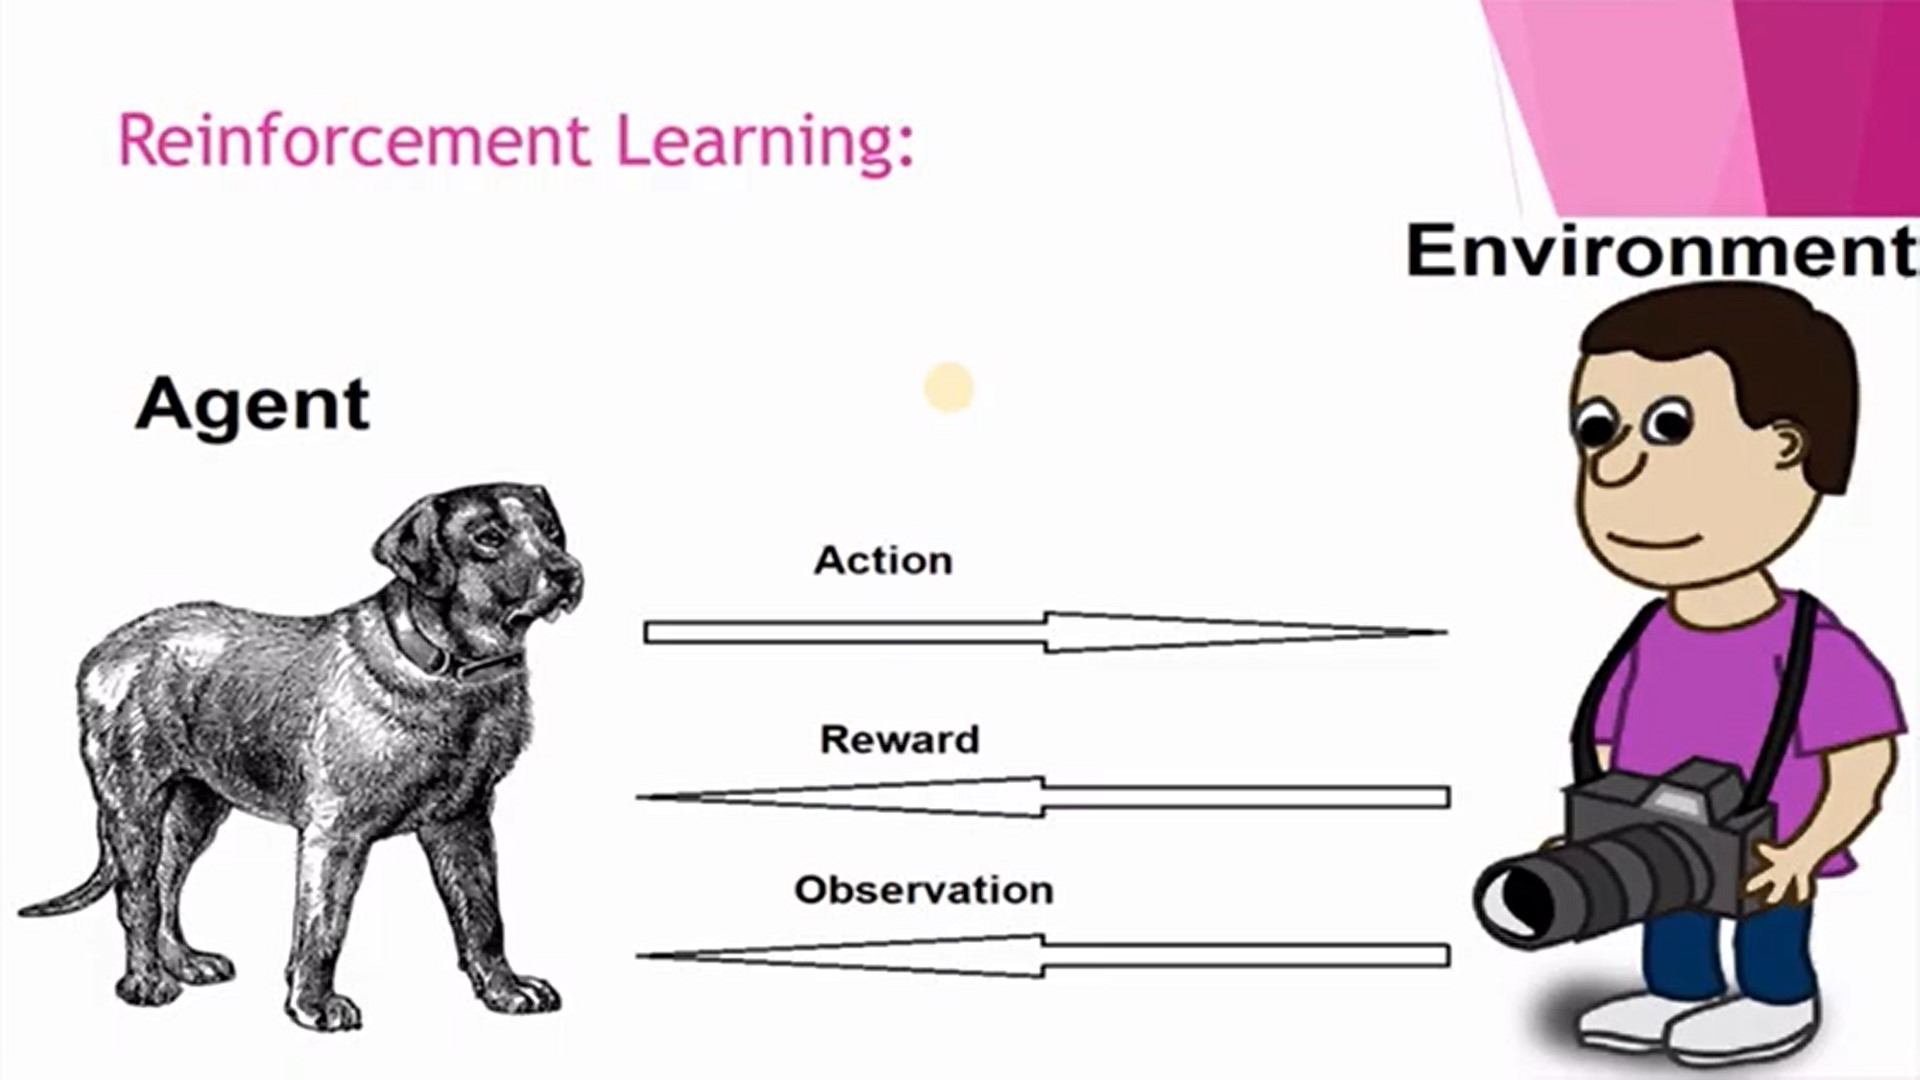 Reinforcement Learning:
Environment
Agent
Action
Reward
Observation